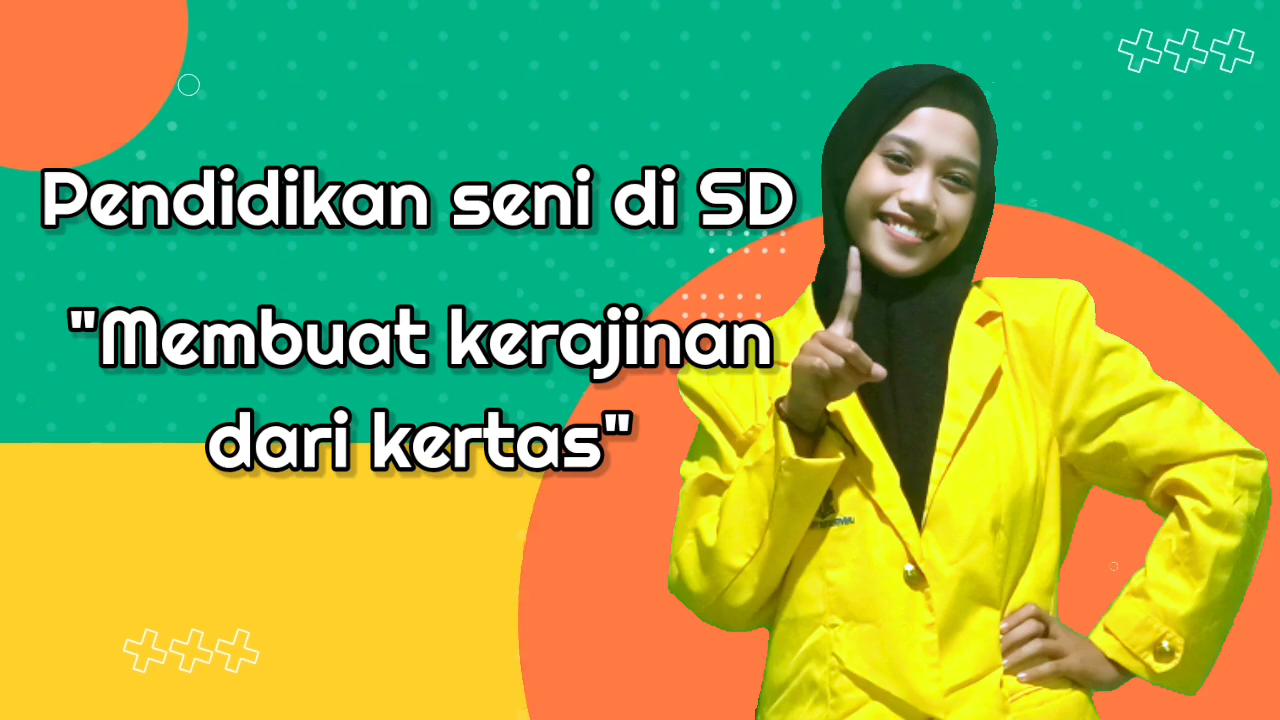 Pendidikan seni di SD
"Membuat kerajinan
dari kertas"